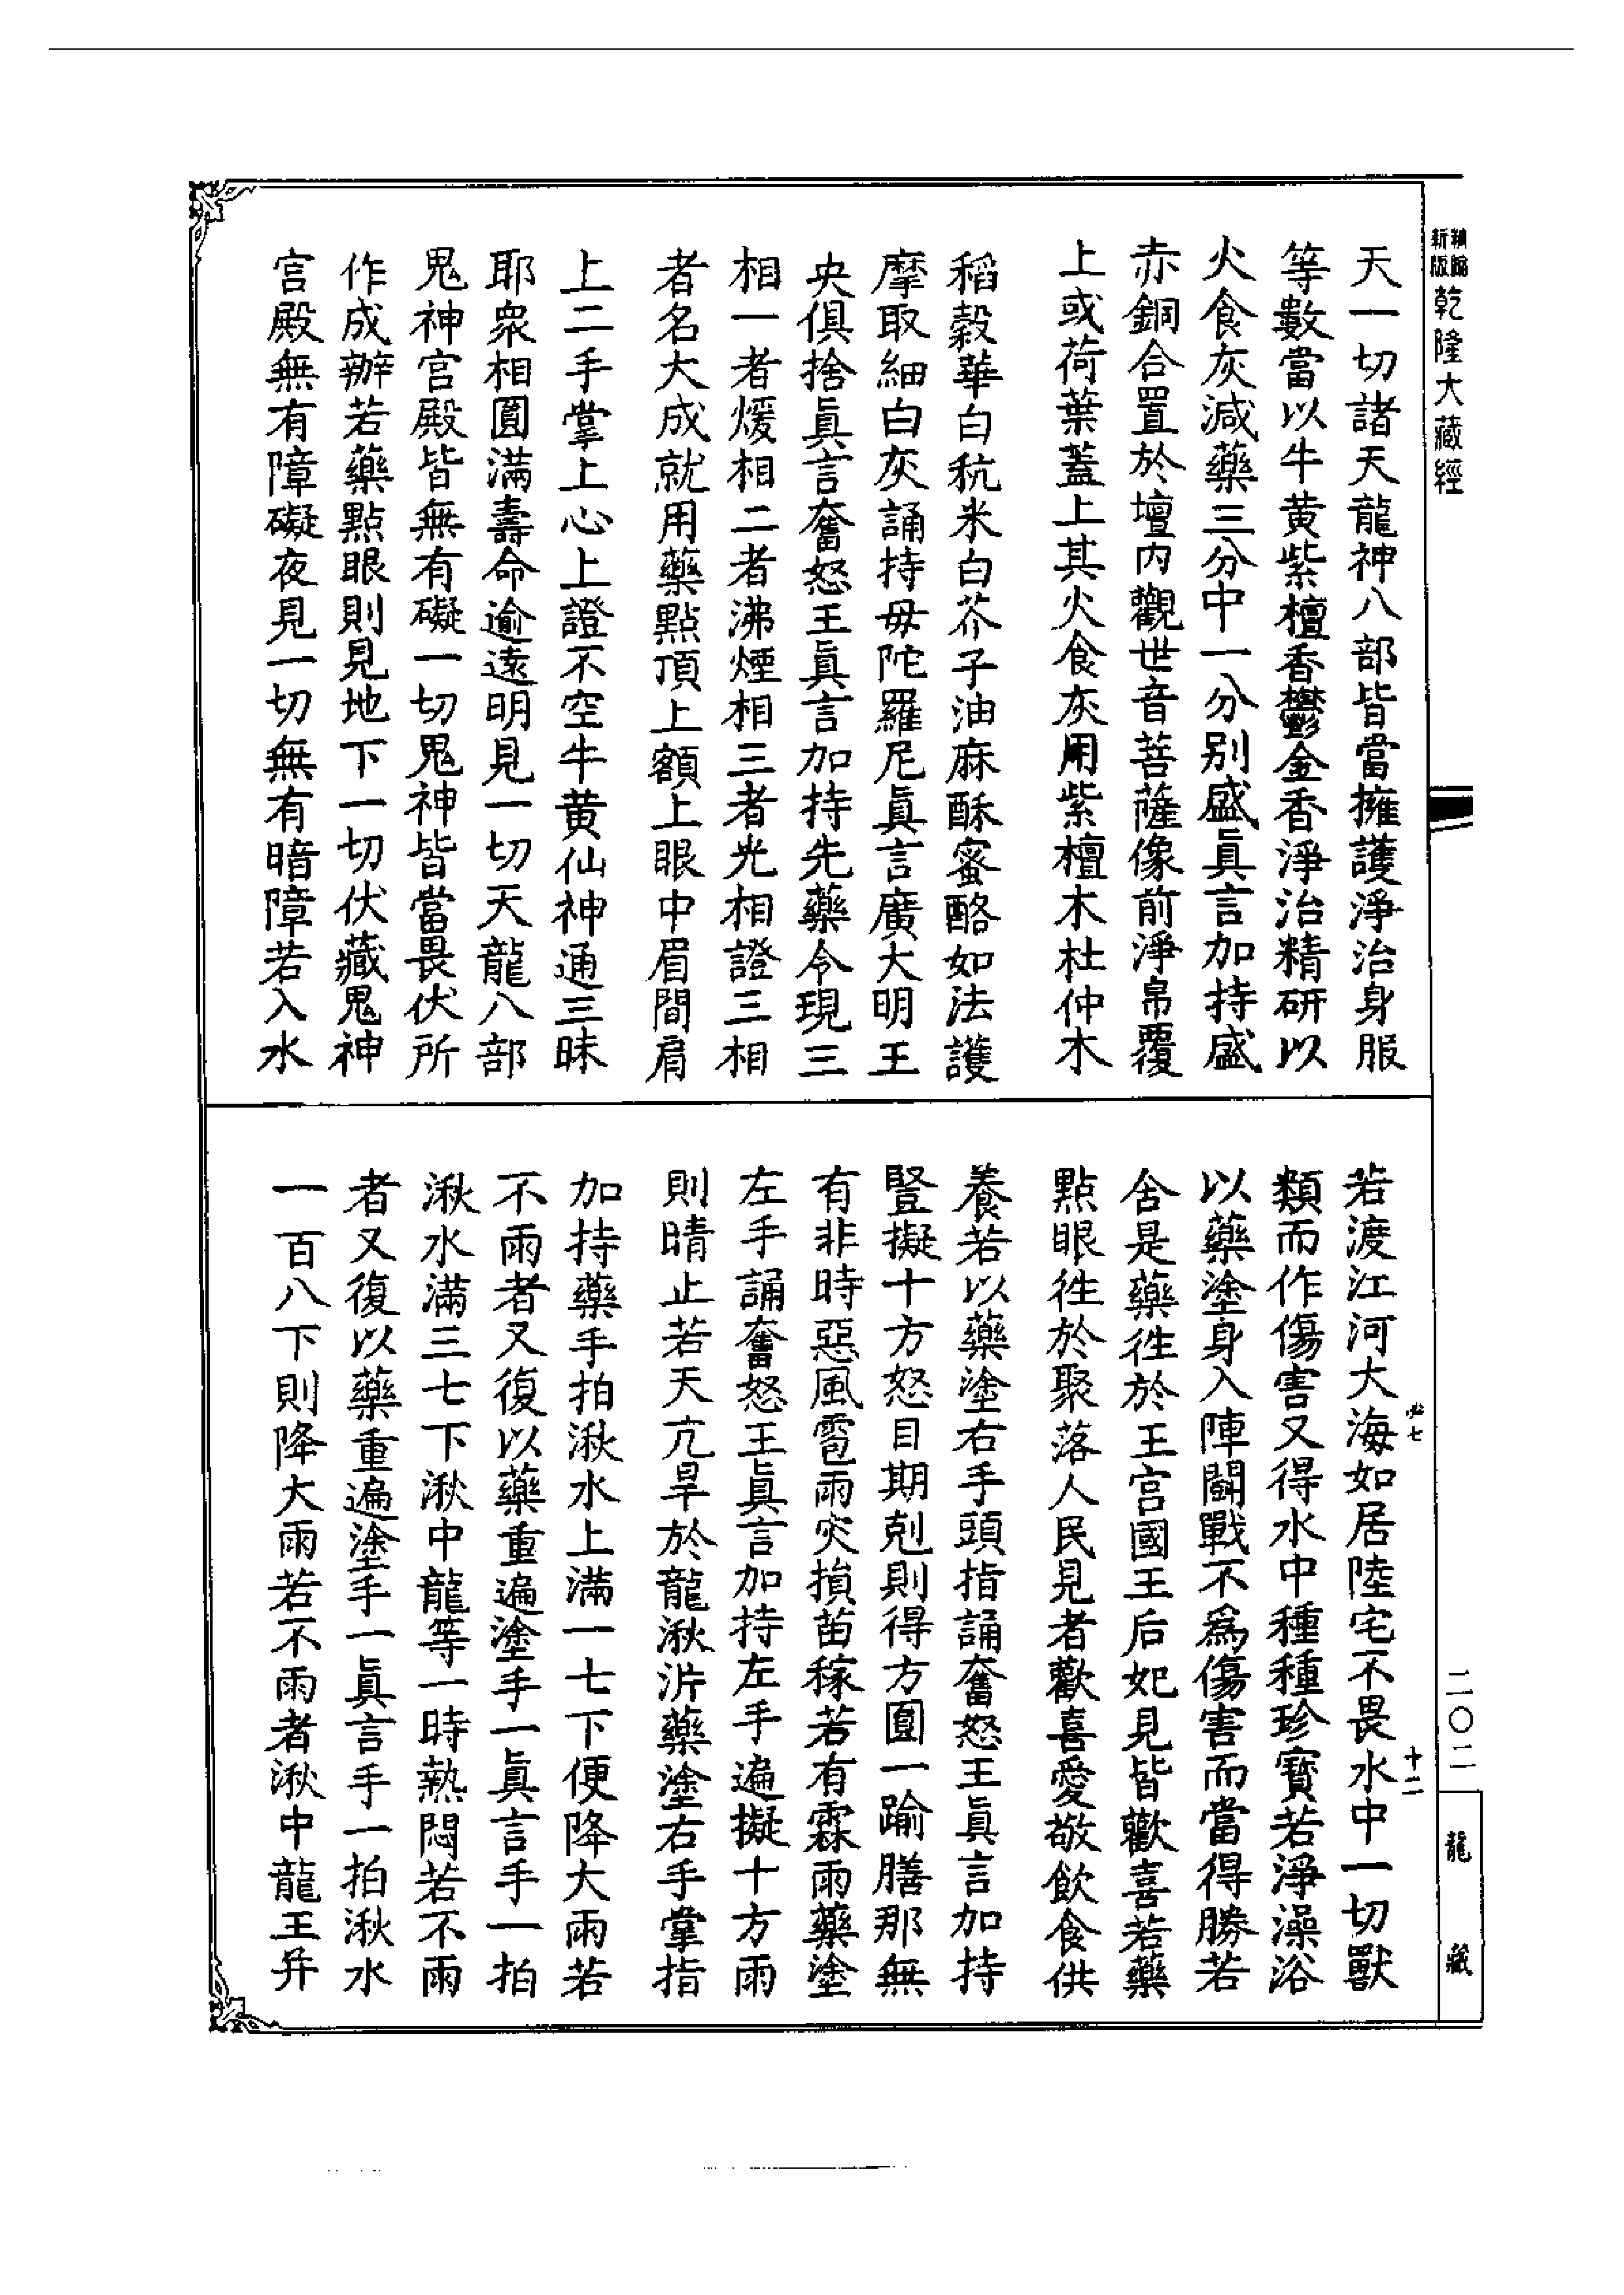 新編
新版
乾隆大藏經
天一切諸天龍神八部皆當擁護淨治身服
等數當以牛黃紫檀香鬱金香淨治精研以
火食灰減藥三分中一分别盛眞言加持盛
赤銅合置於壇内觀世音菩薩像前淨帛覆
上或荷葉蓋上其火食灰用紫檀木杜仲木
稻穀華白秔米白芥子油麻酥蜜酪如法護
摩取細白灰誦持毋陀羅尼眞言廣大明王
央俱捨眞言奮怒王眞言加持先藥令現三
相一者煖相二者沸煙相三者光相證三相
者名大成就用藥點頂上額上眼中眉間肩
上二手掌上心上證不空牛黃仙神通三昧
耶衆相圓滿壽命逾遠明見一切天龍八部
鬼神宫殿皆無有礙一切鬼神皆當畏伏所
作成辦若藥點眼則見地下一切伏藏鬼神
宫殿無有障礙夜見一切無有暗障若入水
若渡江河大海如居陸宅不畏水中一切獸
類而作傷害又得水中種種珍寶若淨澡浴
以藥塗身入陣鬭戰不爲傷害而當得勝若
舍是藥徃於王宫國王后妃見皆歡喜若藥
點眼徃於聚落人民見者歡喜愛敬飲食供
養若以藥塗右手頭指誦奮怒王眞言加持
豎擬十方怒目期剋則得方圓一踰膳那無
有非時惡風雹雨灾損苗稼若有霖雨藥塗
左手誦奮怒王眞言加持左手遍擬十方雨
則晴止若天亢旱於龍湫泝藥塗右手掌指
加持藥手拍湫水上滿一七下便降大雨若
不雨者又復以藥重遍塗手一眞言手一拍
湫水滿三七下湫中龍等一時熱悶若不雨
者又復以藥重遍塗手一眞言手一拍湫水
一百八下則降大雨若不雨者湫中龍王并
十二
二〇二
龍藏